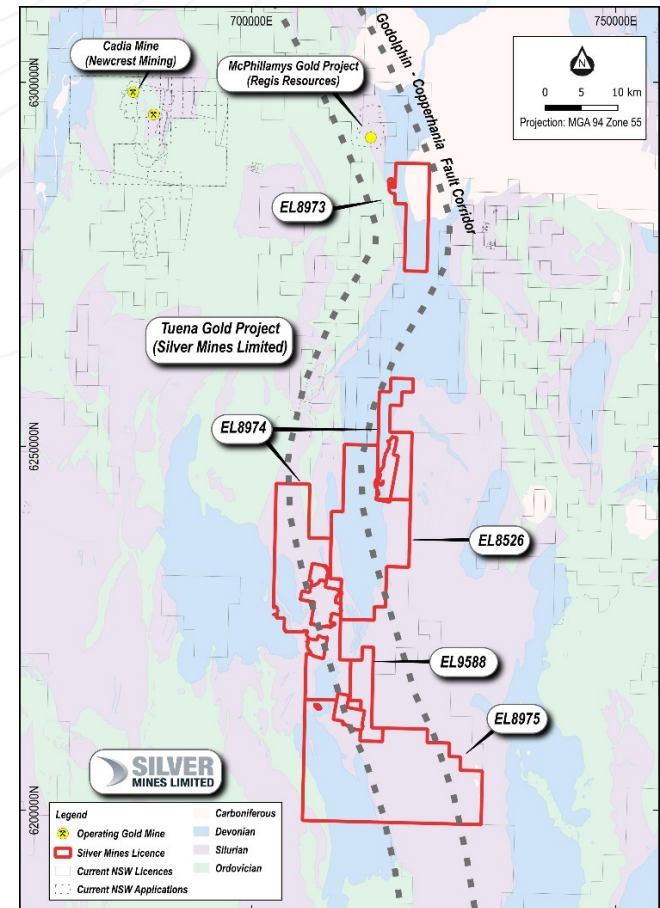 700000E
750000E
Cadia Mine
(Newcrest Mining)
McPhillamys Gold Project
(Regis Resources)
Godolphin - Copperhania Fault Corridor
N
0 5 10 km
Projection: MGA 94 Zone 55
6300000N
EL8973
Tuena Gold Project
(Silver Mines Limited)
EL8974
6250000N
EL8526
EL9588
EL8975
SILVER
MINES LIMITED
6200000N
Legend
Operating Gold Mine
Silver Mines Licence
Current NSW Licences
Current NSW Applications
Carboniferous
Devonian
Silurian
Ordovician